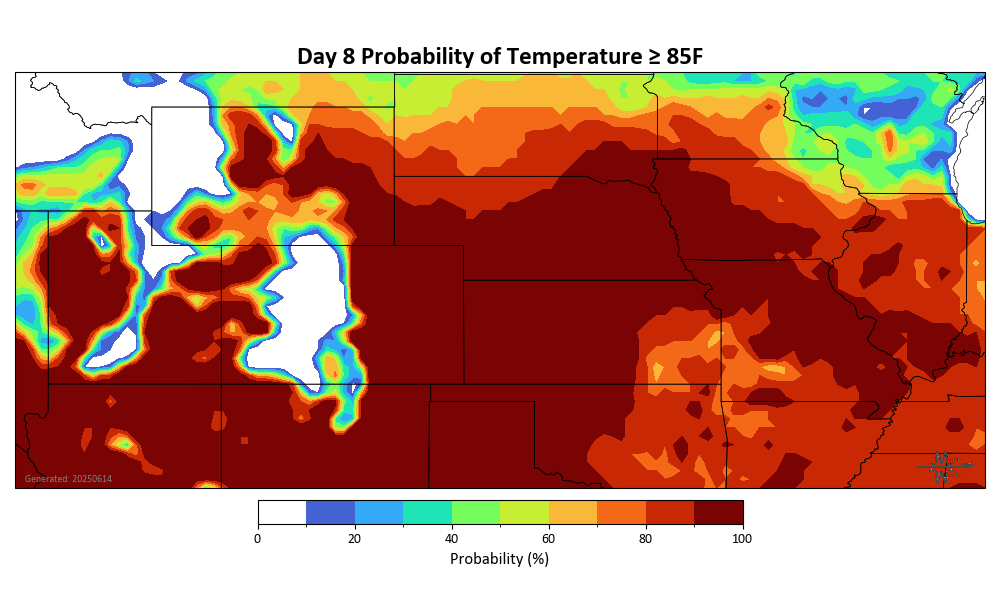 Day 8 Probability of Temperature ≥ 85F
Generated: 20250614
0 20 40 60 80 100
Probability (%)